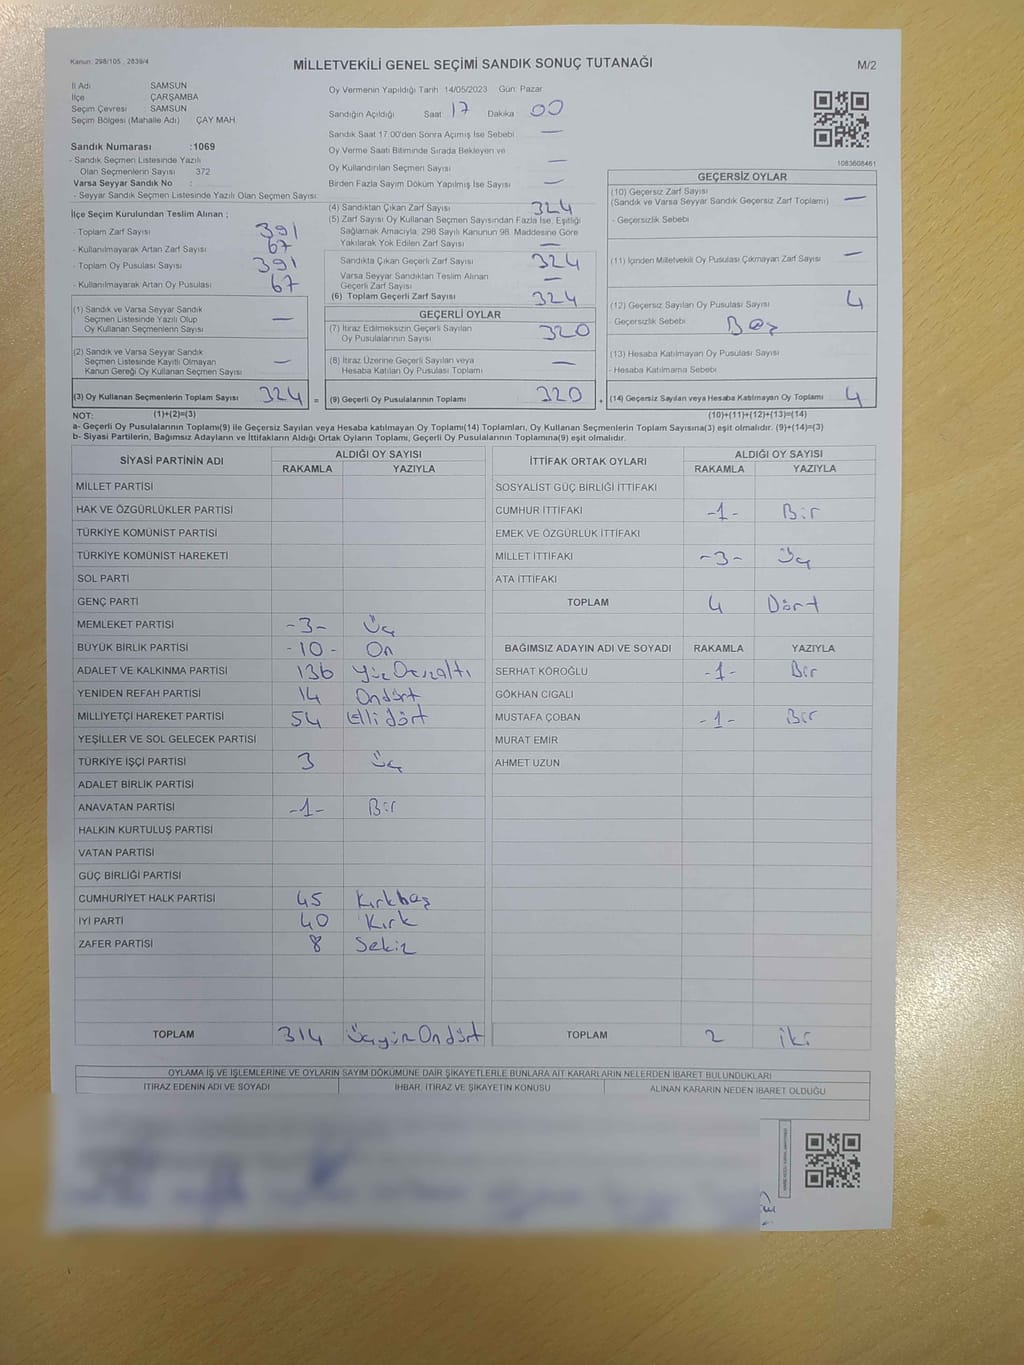 Kanun: 298/105 , 2839/4
MİLLETVEKİLİ GENEL SEÇİMİ SANDIK SONUÇ TUTANAĞI
M/2
İl Adı SAMSUN
İlçe ÇARŞAMBA
Seçim Çevresi SAMSUN
Seçim Bölgesi (Mahalle Adı) ÇAY MAH.
Sandık Numarası :1069
- Sandık Seçmen Listesinde Yazılı
Olan Seçmenlerin Sayısı 372
Varsa Seyyar Sandık No :
- Seyyar Sandık Seçmen Listesinde Yazılı Olan Seçmen Sayısı:
İlçe Seçim Kurulundan Teslim Alınan ;
- Toplam Zarf Sayısı 391
- Kullanılmayarak Artan Zarf Sayısı 67
- Toplam Oy Pusulası Sayısı 391
- Kullanılmayarak Artan Oy Pusulası 67
(1) Sandık ve Varsa Seyyar Sandık
Seçmen Listesinde Yazılı Olup
Oy Kullanan Seçmenlerin Sayısı —
(2) Sandık ve Varsa Seyyar Sandık
Seçmen Listesinde Kayıtlı Olmayan
Kanun Gereği Oy Kullanan Seçmen Sayısı —
(3) Oy Kullanan Seçmenlerin Toplam Sayısı 324 =
Oy Vermenin Yapıldığı Tarih 14/05/2023 Gün: Pazar
Sandığın Açıldığı Saat 17 Dakika 00
Sandık Saat 17.00'den Sonra Açımış İse Sebebi —
Oy Verme Saati Bitiminde Sırada Bekleyen ve
Oy Kullandırılan Seçmen Sayısı —
Birden Fazla Sayım Döküm Yapılmış İse Sayısı —
(4) Sandıktan Çıkan Zarf Sayısı 324
(5) Zarf Sayısı Oy Kullanan Seçmen Sayısından Fazla İse, Eşitliği
Sağlamak Amacıyla, 298 Sayılı Kanunun 98. Maddesine Göre
Yakılarak Yok Edilen Zarf Sayısı —
Sandıkta Çıkan Geçerli Zarf Sayısı 324
Varsa Seyyar Sandıktan Teslim Alınan
Geçerli Zarf Sayısı —
(6) Toplam Geçerli Zarf Sayısı 324
GEÇERLİ OYLAR
(7) İtiraz Edilmeksizin Geçerli Sayılan
Oy Pusulalarının Sayısı 320
(8) İtiraz Üzerine Geçerli Sayılan veya
Hesaba Katılan Oy Pusulası Toplamı —
(9) Geçerli Oy Pusulalarının Toplamı 320 +
1083608461
GEÇERSİZ OYLAR
(10) Geçersiz Zarf Sayısı
(Sandık ve Varsa Seyyar Sandık Geçersiz Zarf Toplamı) —
- Geçersizlik Sebebi
(11) İçinden Milletvekili Oy Pusulası Çıkmayan Zarf Sayısı —
(12) Geçersiz Sayılan Oy Pusulası Sayısı 4
- Geçersizlik Sebebi Boş
(13) Hesaba Katılmayan Oy Pusulası Sayısı
- Hesaba Katılmama Sebebi
(14) Geçersiz Sayılan veya Hesaba Katılmayan Oy Toplamı 4
NOT: (1)+(2)=(3) (10)+(11)+(12)+(13)=(14)
a- Geçerli Oy Pusulalarının Toplamı(9) ile Geçersiz Sayılan veya Hesaba katılmayan Oy Toplamı(14) Toplamları, Oy Kullanan Seçmenlerin Toplam Sayısına(3) eşit olmalıdır. (9)+(14)=(3)
b- Siyasi Partilerin, Bağımsız Adayların ve İttifakların Aldığı Ortak Oyların Toplamı, Geçerli Oy Pusulalarının Toplamına(9) eşit olmalıdır.
SİYASİ PARTİNİN ADI ALDIĞI OY SAYISI
RAKAMLA YAZIYLA
MİLLET PARTİSİ
HAK VE ÖZGÜRLÜKLER PARTİSİ
TÜRKİYE KOMÜNİST PARTİSİ
TÜRKİYE KOMÜNİST HAREKETİ
SOL PARTİ
GENÇ PARTİ
MEMLEKET PARTİSİ -3- Üç
BÜYÜK BİRLİK PARTİSİ -10- On
ADALET VE KALKINMA PARTİSİ 136 Yüz Otuzaltı
YENİDEN REFAH PARTİSİ 14 Ondört
MİLLİYETÇİ HAREKET PARTİSİ 54 Elli dört
YEŞİLLER VE SOL GELECEK PARTİSİ
TÜRKİYE İŞÇİ PARTİSİ 3 Üç
ADALET BİRLİK PARTİSİ
ANAVATAN PARTİSİ -1- Bir
HALKIN KURTULUŞ PARTİSİ
VATAN PARTİSİ
GÜÇ BİRLİĞİ PARTİSİ
CUMHURİYET HALK PARTİSİ 45 Kırkbeş
İYİ PARTİ 40 Kırk
ZAFER PARTİSİ 8 Sekiz
TOPLAM 314 Üçyüz Ondört
İTTİFAK ORTAK OYLARI ALDIĞI OY SAYISI
RAKAMLA YAZIYLA
SOSYALİST GÜÇ BİRLİĞİ İTTİFAKI
CUMHUR İTTİFAKI -1- Bir
EMEK VE ÖZGÜRLÜK İTTİFAKI
MİLLET İTTİFAKI -3- Üç
ATA İTTİFAKI
TOPLAM 4 Dört
BAĞIMSIZ ADAYIN ADI VE SOYADI RAKAMLA YAZIYLA
SERHAT KÖROĞLU -1- Bir
GÖKHAN CIGALI
MUSTAFA ÇOBAN -1- Bir
MURAT EMİR
AHMET UZUN
TOPLAM 2 İki
OYLAMA İŞ VE İŞLEMLERİNE VE OYLARIN SAYIM DÖKÜMÜNE DAİR ŞİKAYETLERLE BUNLARA AİT KARARLARIN NELERDEN İBARET BULUNDUKLARI
İTİRAZ EDENİN ADI VE SOYADI İHBAR, İTİRAZ VE ŞİKAYETİN KONUSU ALINAN KARARIN NEDEN İBARET OLDUĞU